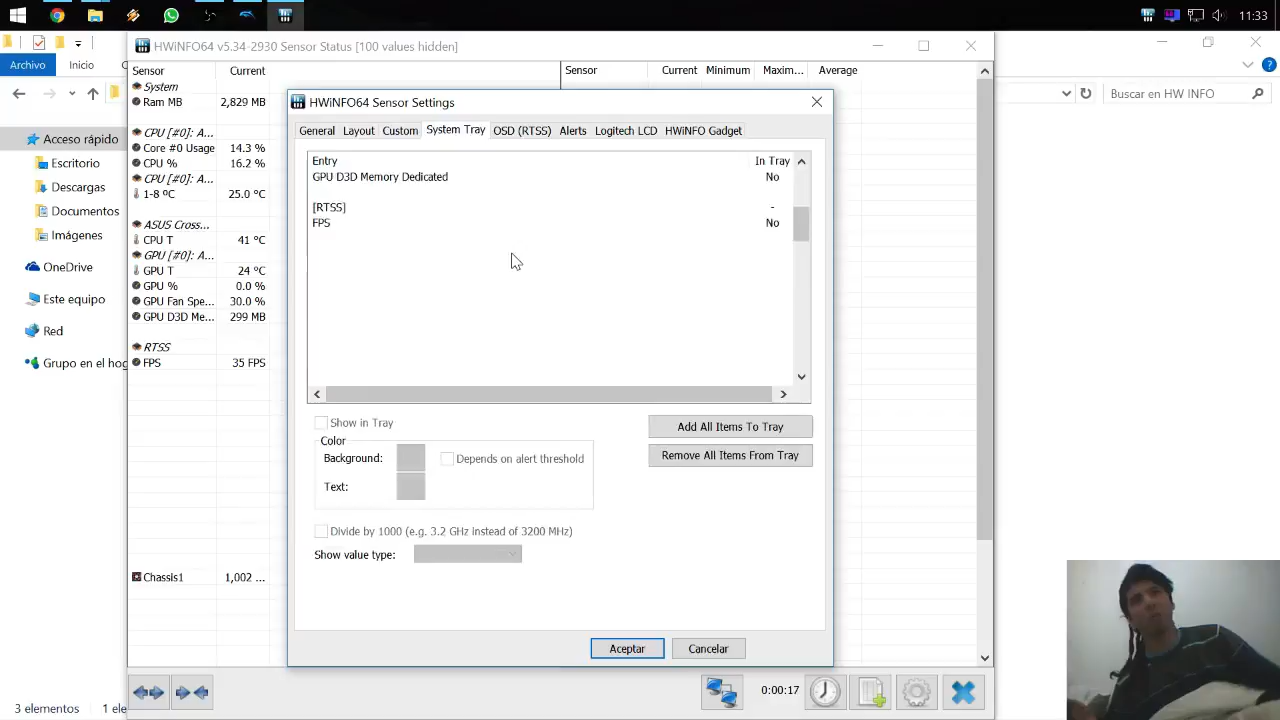 11:33
HWiNFO64 v5.34-2930 Sensor Status [100 values hidden]
Archivo
Inicio
Sensor
Current
Sensor
Current
Minimum
Maxim...
Average
System
Ram MB
2,829 MB
Buscar en HW INFO
HWiNFO64 Sensor Settings
General
Layout
Custom
System Tray
OSD (RTSS)
Alerts
Logitech LCD
HWiNFO Gadget
Acceso rápido
Escritorio
Descargas
Documentos
Imágenes
OneDrive
Este equipo
Red
Grupo en el hog
CPU [#0]: A...
Core #0 Usage
14.3 %
CPU %
16.2 %
CPU [#0]: A...
1-8 ºC
25.0 ºC
ASUS Cross...
CPU T
41 ºC
GPU [#0]: A...
GPU T
24 ºC
GPU %
0.0 %
GPU Fan Spe...
30.0 %
GPU D3D Me...
299 MB
RTSS
FPS
35 FPS
Chassis1
1,002 ...
Entry
In Tray
GPU D3D Memory Dedicated
No
[RTSS]
-
FPS
No
Show in Tray
Add All Items To Tray
Color
Background:
Depends on alert threshold
Remove All Items From Tray
Text:
Divide by 1000 (e.g. 3.2 GHz instead of 3200 MHz)
Show value type:
Aceptar
Cancelar
0:00:17
3 elementos
1 ele